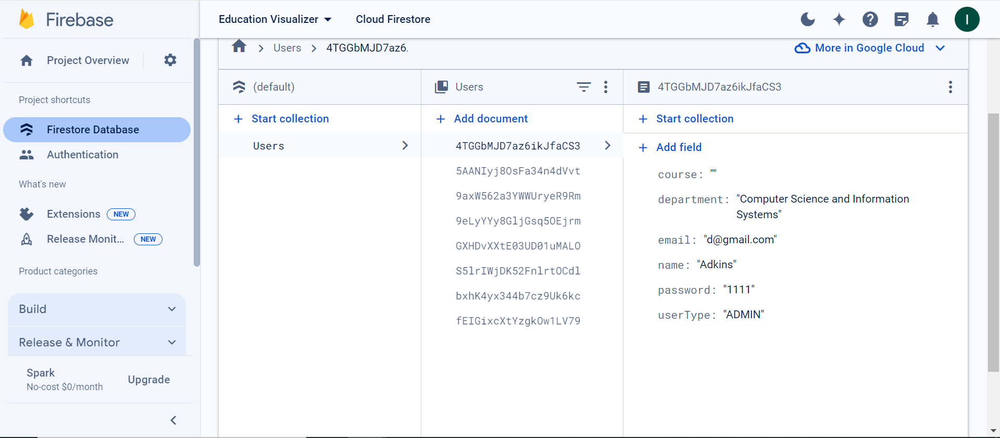 Firebase
Education Visualizer
Cloud Firestore
I
Project Overview
Project shortcuts
Firestore Database
Authentication
What's new
Extensions NEW
Release Monit... NEW
Product categories
Build
Release & Monitor
Spark
No-cost $0/month
Upgrade
Users
4TGGbMJD7az6.
More in Google Cloud
(default)
Start collection
Users
Users
Add document
4TGGbMJD7az6ikJfaCS3
5AANIyj8OsFa34n4dVvt
9axW562a3YWWUryeR9Rm
9eLyYYy8GljGsq5OEjrm
GXHDvXXtE03UD01uMALO
S5lrIWjDK52FnlrtOCdl
bxhK4yx344b7cz9Uk6kc
fEIGixcXtYzgkOw1LV79
4TGGbMJD7az6ikJfaCS3
Start collection
Add field
course: ""
department: "Computer Science and Information
Systems"
email: "d@gmail.com"
name: "Adkins"
password: "1111"
userType: "ADMIN"